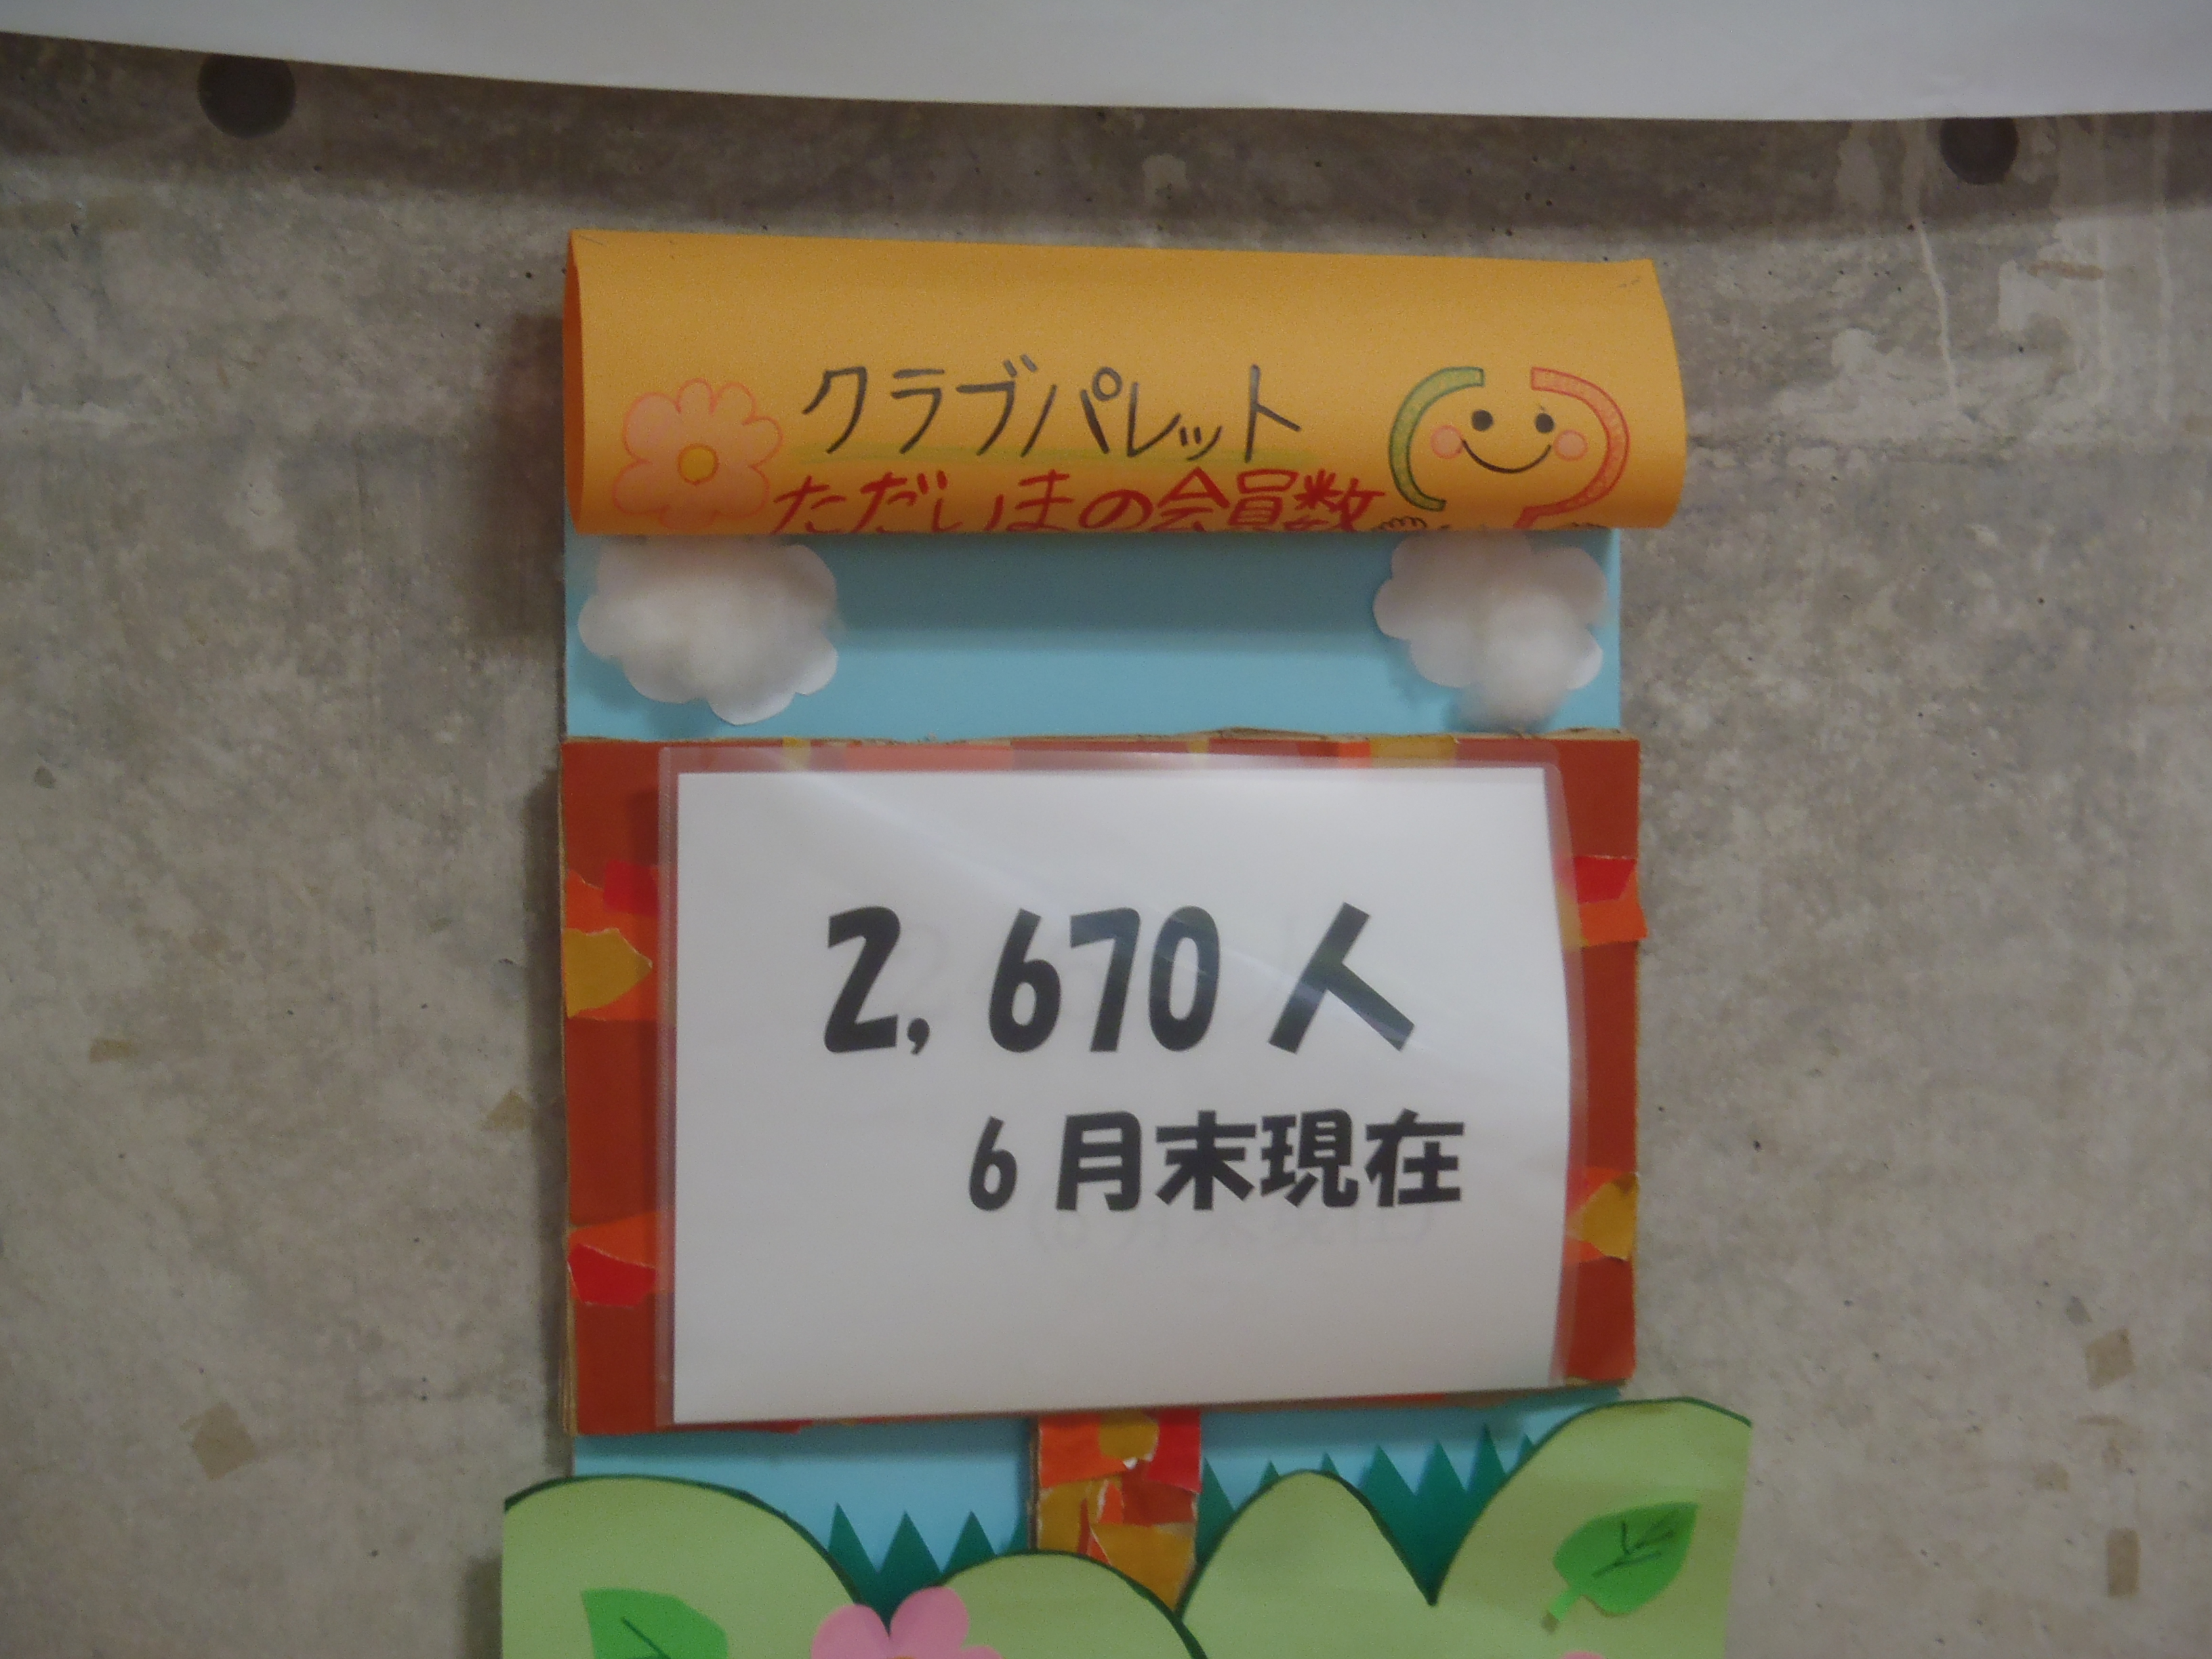 クラブパレット
ただいまの会員数
2,670人
6月末現在